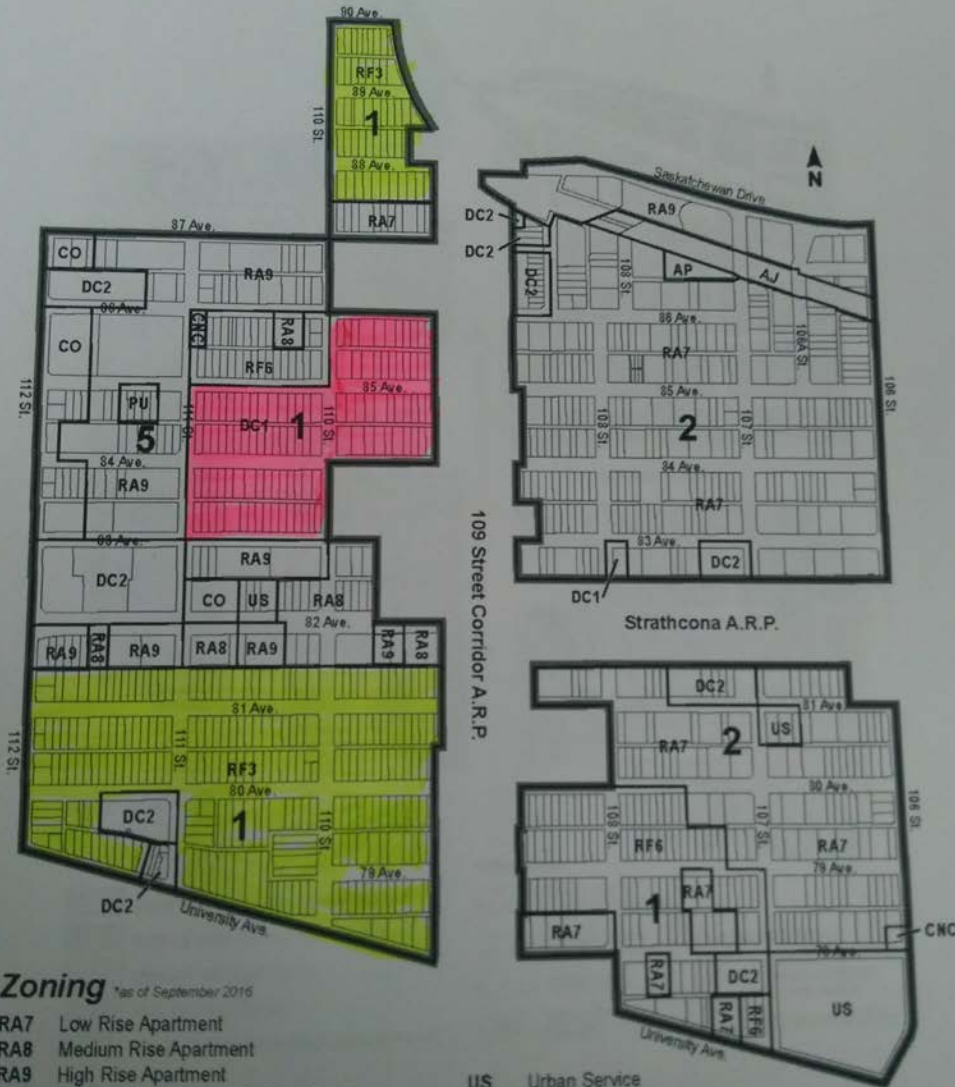 90 Ave.
RF3
89 Ave.
1
110 St.
88 Ave.
RA7
N
Saskatchewan Drive
RA9
DC2
DC2
DC2
108 St.
AP
AJ
86 Ave.
RA7
106A St.
85 Ave.
106 St.
108 St.
2
107 St.
84 Ave.
RA7
83 Ave.
DC2
DC1
Strathcona A.R.P.
87 Ave.
CO
DC2
RA9
86 Ave.
CNC
RA8
CO
RF6
112 St.
PU
85 Ave.
111 St.
DC1
1
110 St.
5
84 Ave.
RA9
83 Ave.
RA9
DC2
CO
US
RA8
82 Ave.
RA9
RA8
RA9
RA8
RA9
RA9
RA8
109 Street Corridor A.R.P.
81 Ave.
112 St.
111 St.
RF3
80 Ave.
DC2
1
110 St.
79 Ave.
DC2
University Ave.
DC2
81 Ave.
US
RA7
2
80 Ave.
106 St.
108 St.
107 St.
RF6
RA7
79 Ave.
RA7
1
CNC
RA7
RA7
DC2
US
RA7
RF6
University Ave.
Zoning *as of September 2016
RA7 Low Rise Apartment
RA8 Medium Rise Apartment
RA9 High Rise Apartment
US Urban Service